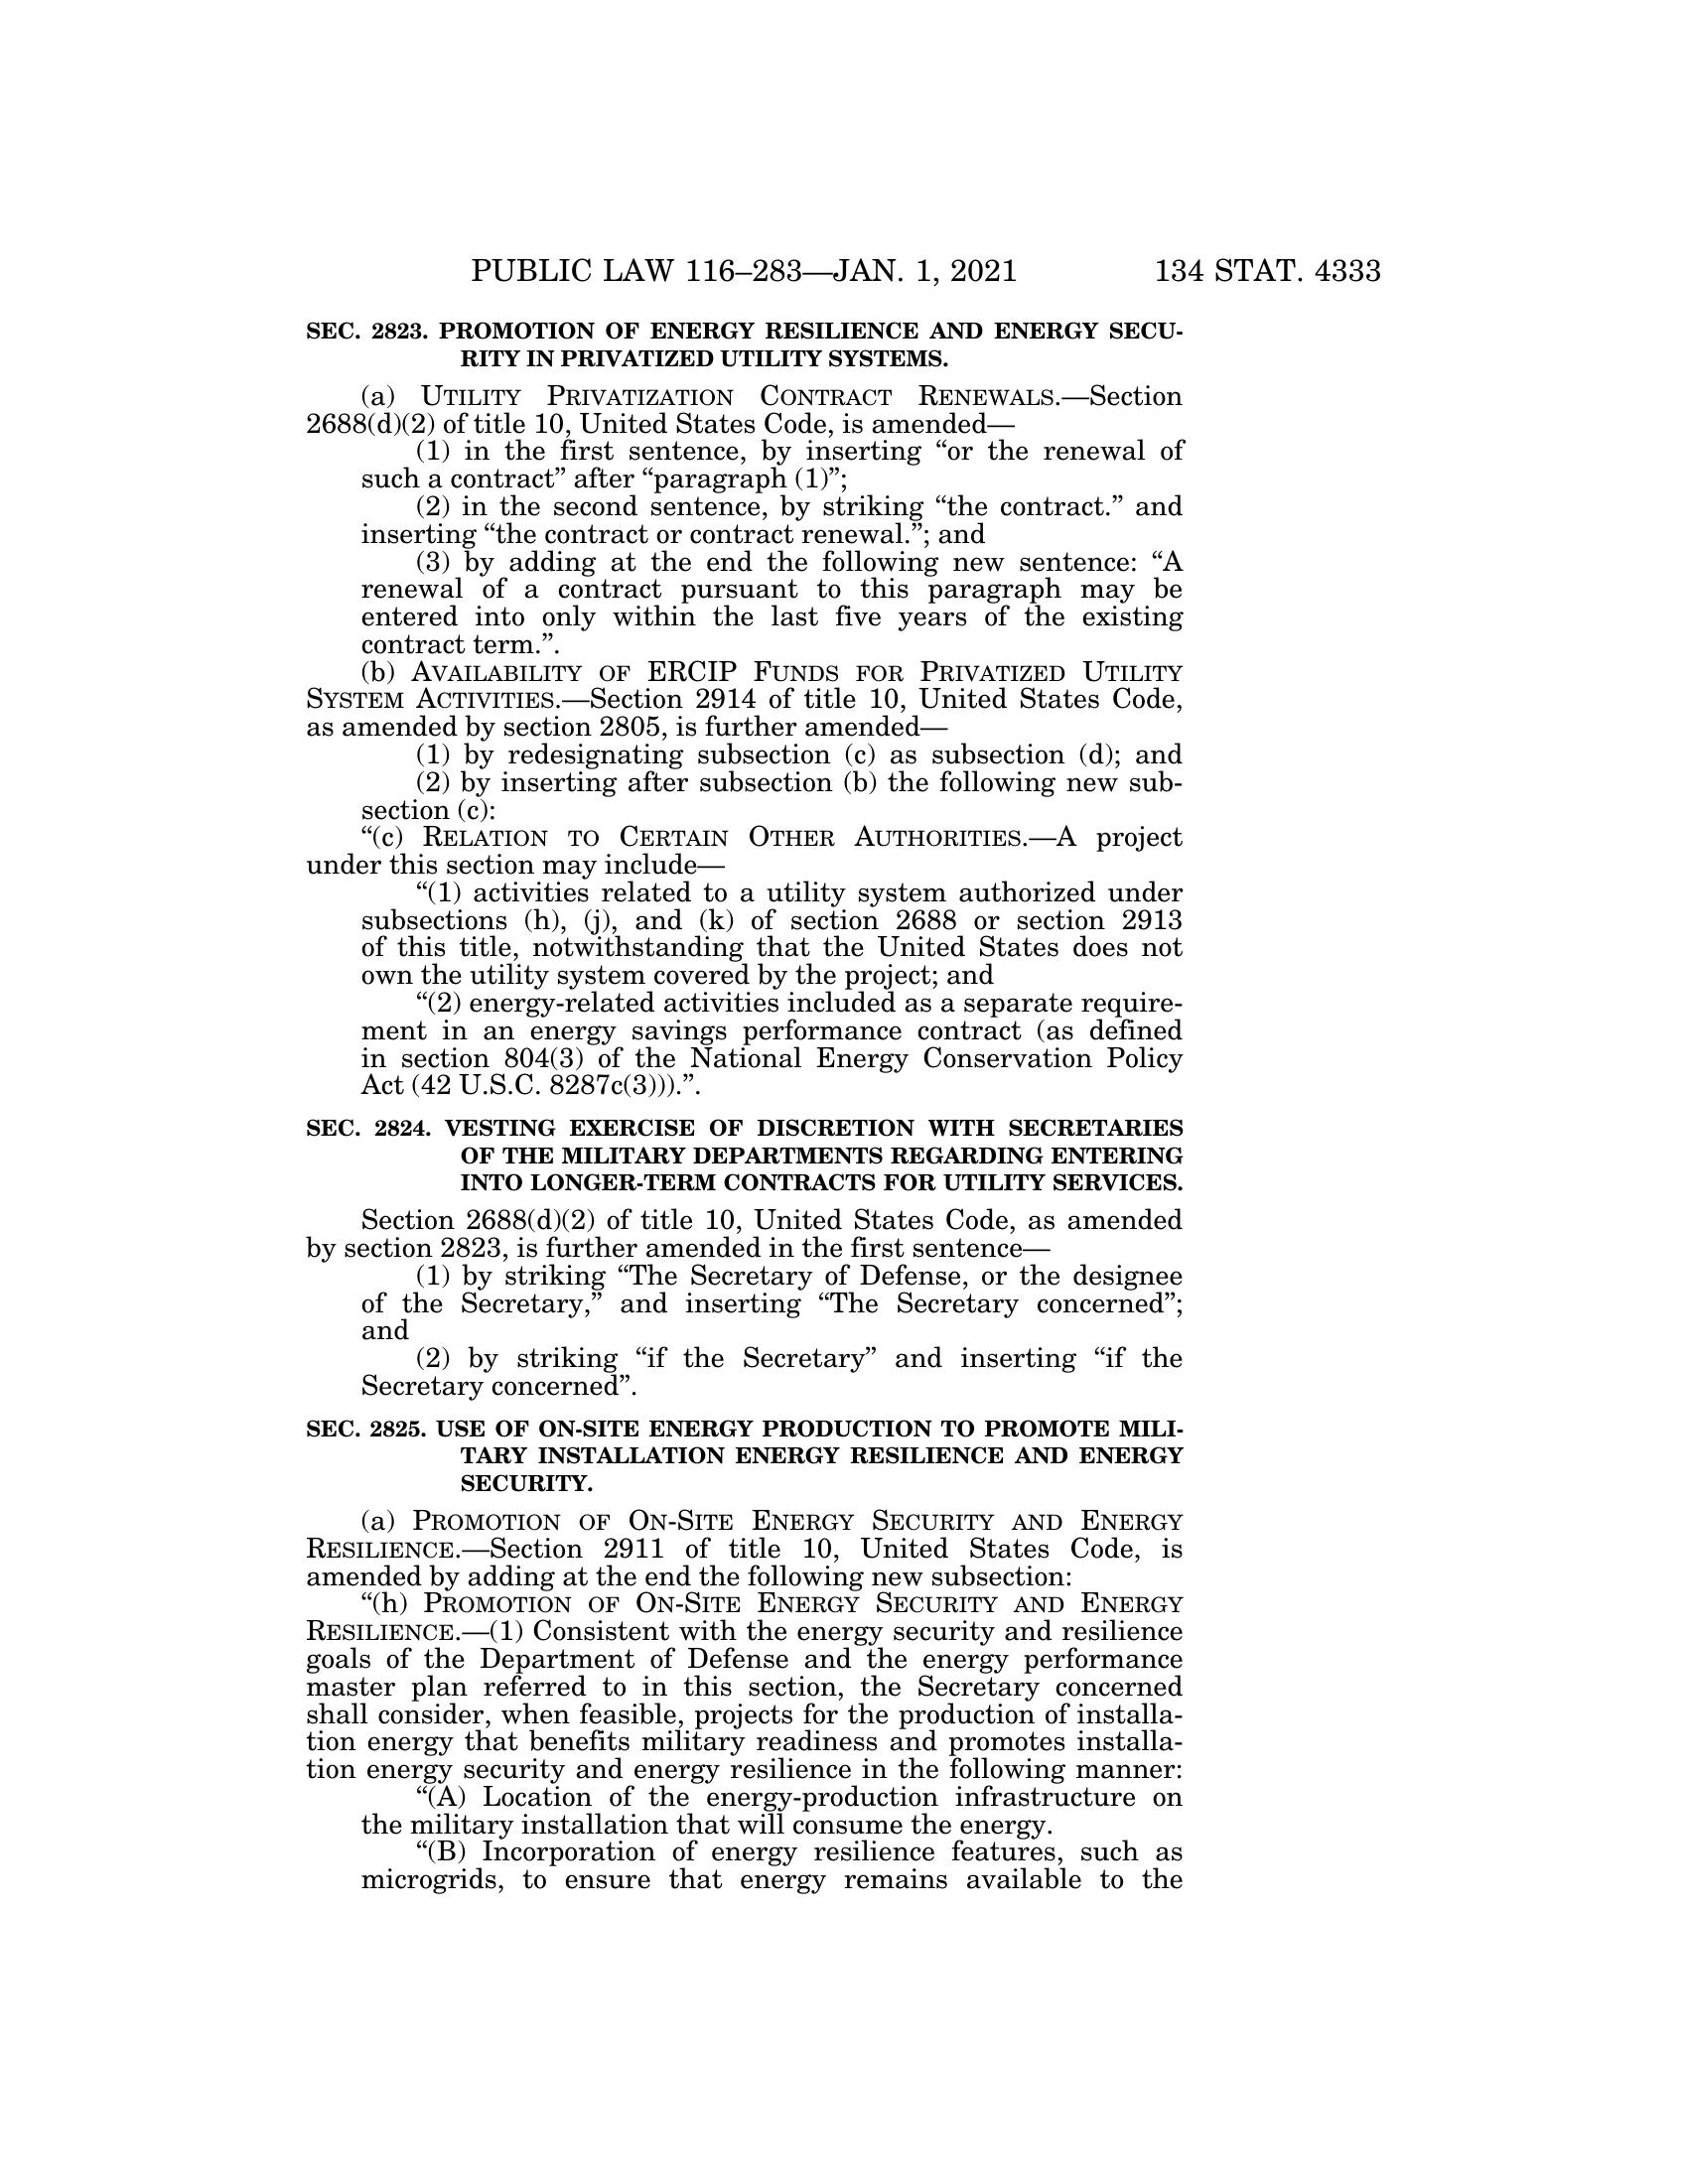 PUBLIC LAW 116–283—JAN. 1, 2021 134 STAT. 4333
SEC. 2823. PROMOTION OF ENERGY RESILIENCE AND ENERGY SECU-
RITY IN PRIVATIZED UTILITY SYSTEMS.
(a) UTILITY PRIVATIZATION CONTRACT RENEWALS.—Section
2688(d)(2) of title 10, United States Code, is amended—
(1) in the first sentence, by inserting “or the renewal of
such a contract” after “paragraph (1)”;
(2) in the second sentence, by striking “the contract.” and
inserting “the contract or contract renewal.”; and
(3) by adding at the end the following new sentence: “A
renewal of a contract pursuant to this paragraph may be
entered into only within the last five years of the existing
contract term.”.
(b) AVAILABILITY OF ERCIP FUNDS FOR PRIVATIZED UTILITY
SYSTEM ACTIVITIES.—Section 2914 of title 10, United States Code,
as amended by section 2805, is further amended—
(1) by redesignating subsection (c) as subsection (d); and
(2) by inserting after subsection (b) the following new sub-
section (c):
“(c) RELATION TO CERTAIN OTHER AUTHORITIES.—A project
under this section may include—
“(1) activities related to a utility system authorized under
subsections (h), (j), and (k) of section 2688 or section 2913
of this title, notwithstanding that the United States does not
own the utility system covered by the project; and
“(2) energy-related activities included as a separate require-
ment in an energy savings performance contract (as defined
in section 804(3) of the National Energy Conservation Policy
Act (42 U.S.C. 8287c(3))).”.
SEC. 2824. VESTING EXERCISE OF DISCRETION WITH SECRETARIES
OF THE MILITARY DEPARTMENTS REGARDING ENTERING
INTO LONGER-TERM CONTRACTS FOR UTILITY SERVICES.
Section 2688(d)(2) of title 10, United States Code, as amended
by section 2823, is further amended in the first sentence—
(1) by striking “The Secretary of Defense, or the designee
of the Secretary,” and inserting “The Secretary concerned”;
and
(2) by striking “if the Secretary” and inserting “if the
Secretary concerned”.
SEC. 2825. USE OF ON-SITE ENERGY PRODUCTION TO PROMOTE MILI-
TARY INSTALLATION ENERGY RESILIENCE AND ENERGY
SECURITY.
(a) PROMOTION OF ON-SITE ENERGY SECURITY AND ENERGY
RESILIENCE.—Section 2911 of title 10, United States Code, is
amended by adding at the end the following new subsection:
“(h) PROMOTION OF ON-SITE ENERGY SECURITY AND ENERGY
RESILIENCE.—(1) Consistent with the energy security and resilience
goals of the Department of Defense and the energy performance
master plan referred to in this section, the Secretary concerned
shall consider, when feasible, projects for the production of installa-
tion energy that benefits military readiness and promotes installa-
tion energy security and energy resilience in the following manner:
“(A) Location of the energy-production infrastructure on
the military installation that will consume the energy.
“(B) Incorporation of energy resilience features, such as
microgrids, to ensure that energy remains available to the